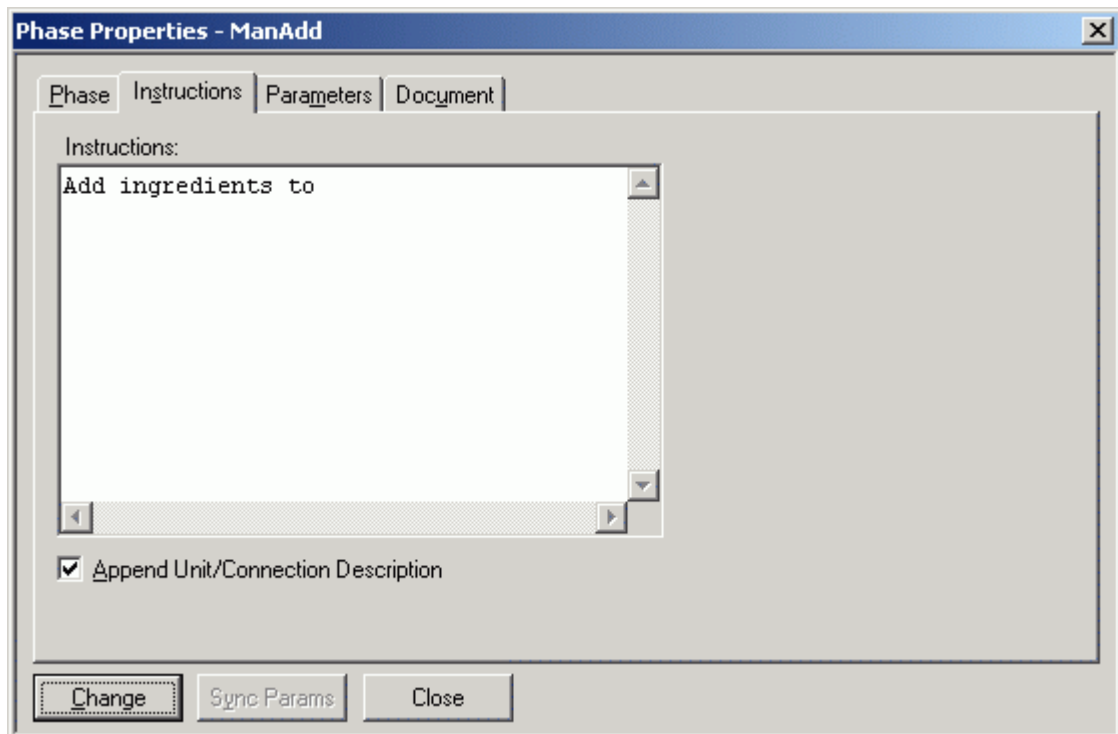 Phase Properties - ManAdd
Phase Instructions Parameters Document
Instructions:
Add ingredients to
Append Unit/Connection Description
Change Sync Params Close